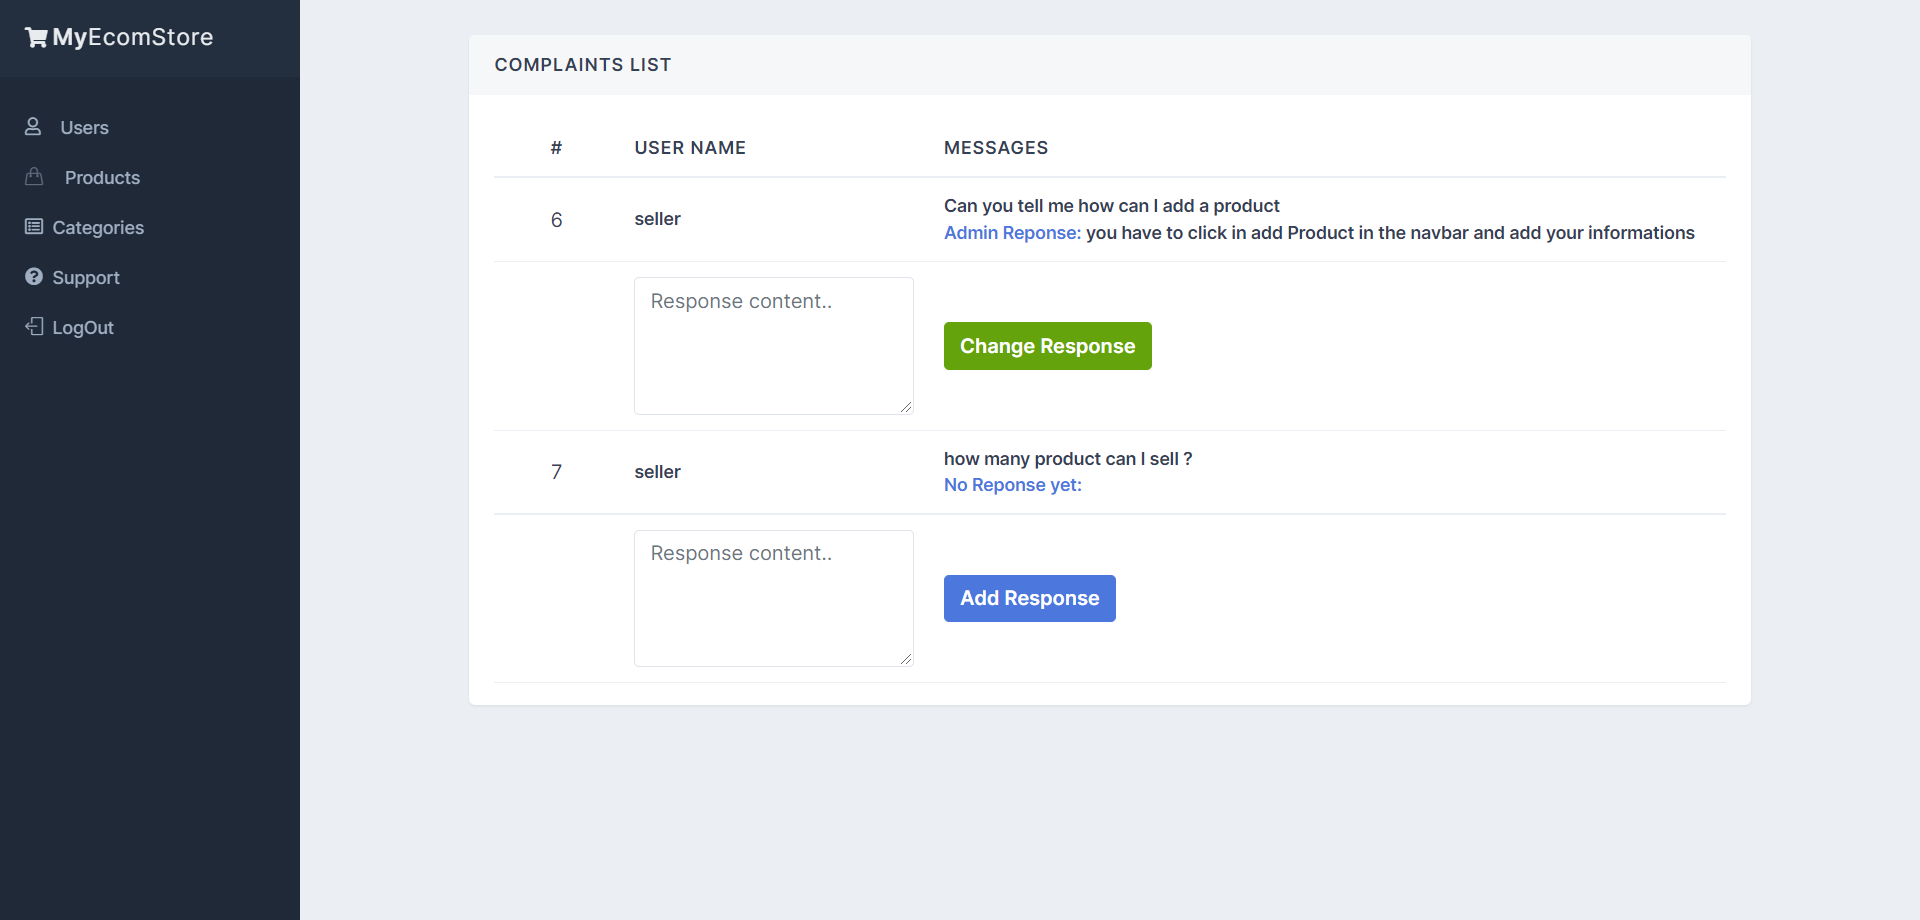 MyEcomStore
Users
Products
Categories
Support
LogOut
COMPLAINTS LIST
# USER NAME MESSAGES
6 seller Can you tell me how can I add a product
Admin Reponse: you have to click in add Product in the navbar and add your informations
Response content..
Change Response
7 seller how many product can I sell ?
No Reponse yet:
Response content..
Add Response